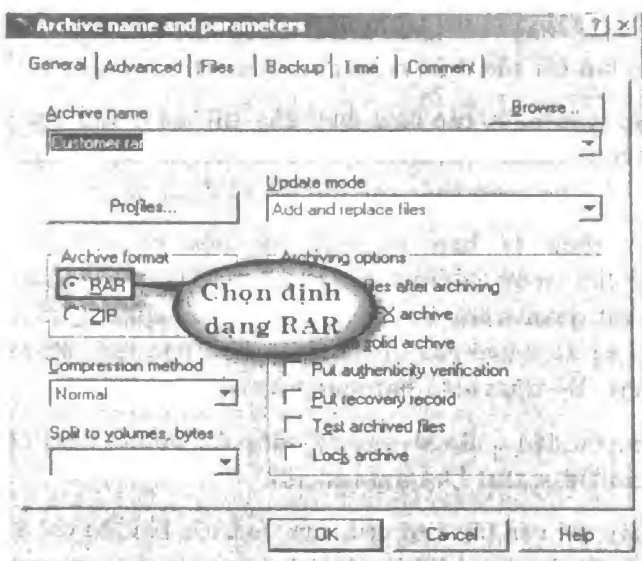 Archive name and parameters
General Advanced Files Backup Time Comment
Archive name
Browse...
Customer.rar
Update mode
Profiles...
Add and replace files
Archive format
Archiving options
RAR
files after archiving
ZIP
archive
solid archive
Chọn định
dạng RAR
Compression method
Put authenticity verification
Normal
Put recovery record
Split to volumes, bytes
Test archived files
Lock archive
OK Cancel Help